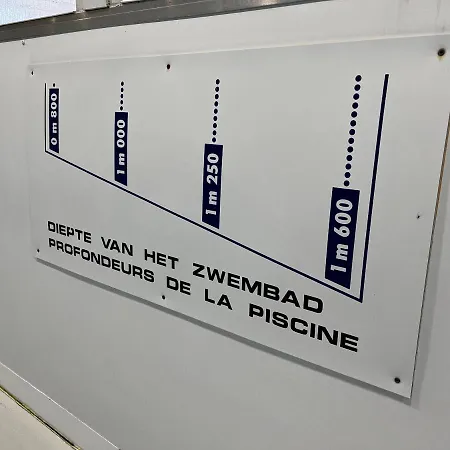 0 m 800
1 m 000
1 m 250
1 m 600
DIEPTE VAN HET ZWEMBAD
PROFONDEURS DE LA PISCINE